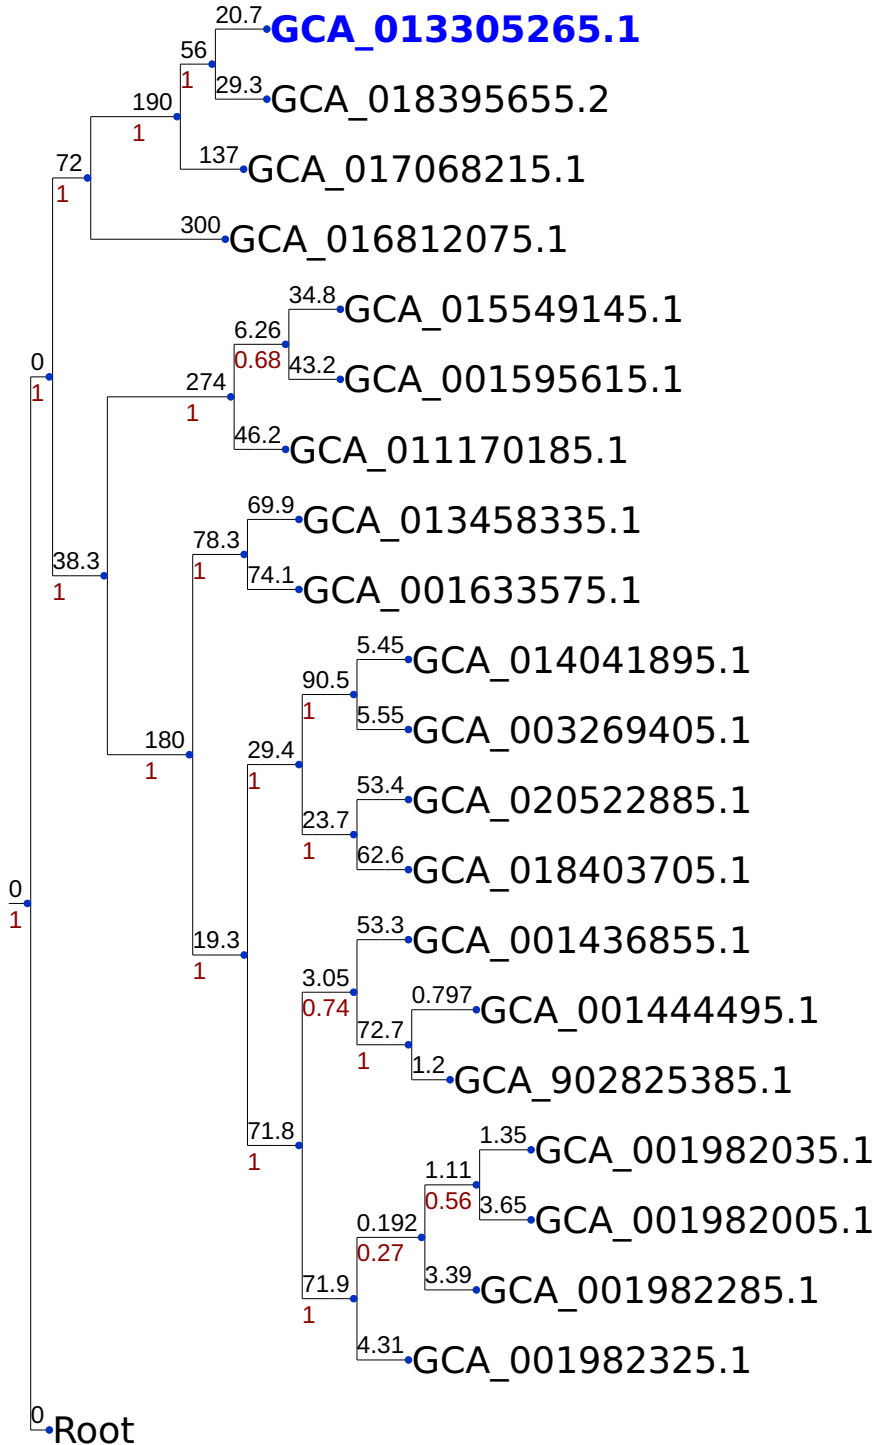 20.7
GCA_013305265.1
56
1
29.3
GCA_018395655.2
190
1
137
GCA_017068215.1
72
1
300
GCA_016812075.1
34.8
GCA_015549145.1
6.26
0.68
43.2
GCA_001595615.1
0
1
274
1
46.2
GCA_011170185.1
69.9
GCA_013458335.1
78.3
1
74.1
GCA_001633575.1
38.3
1
5.45
GCA_014041895.1
90.5
1
5.55
GCA_003269405.1
180
1
29.4
1
53.4
GCA_020522885.1
23.7
1
62.6
GCA_018403705.1
0
1
19.3
1
53.3
GCA_001436855.1
3.05
0.74
0.797
GCA_001444495.1
72.7
1
1.2
GCA_902825385.1
71.8
1
1.35
GCA_001982035.1
1.11
0.56
3.65
GCA_001982005.1
0.192
0.27
3.39
GCA_001982285.1
71.9
1
4.31
GCA_001982325.1
0
Root